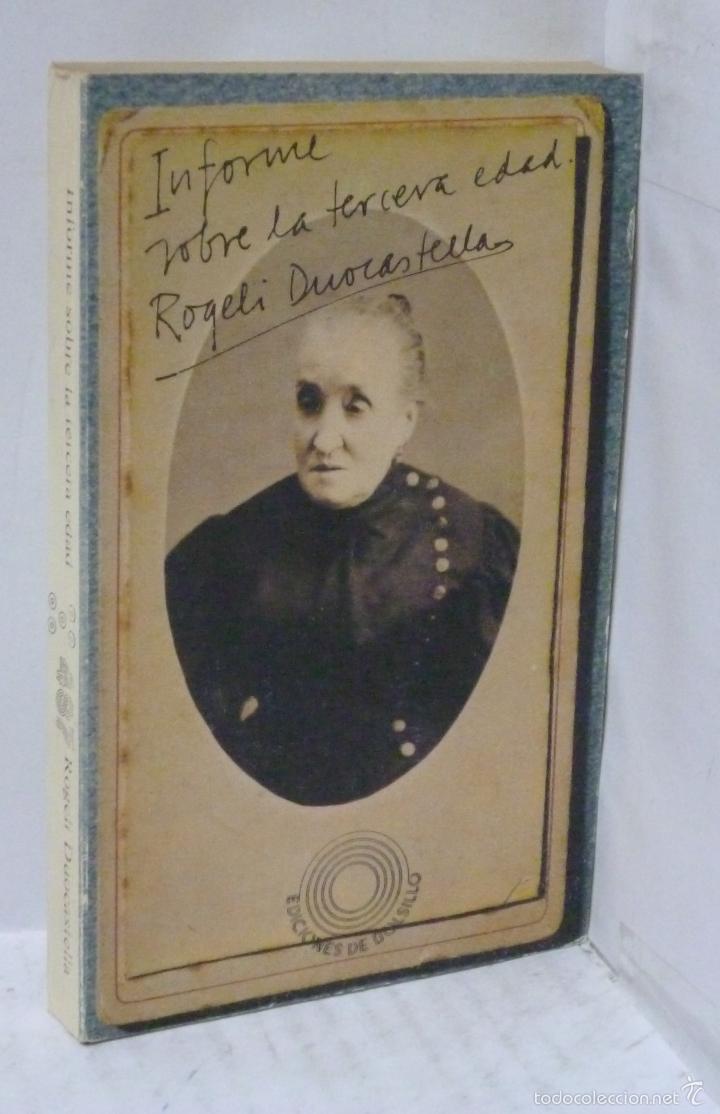 Informe
sobre la tercera edad.
Rogeli Duocastella
EDICIONES DE BOLSILLO
Informe sobre la tercera edad
487 Rogeli Duocastella
todocoleccion.net